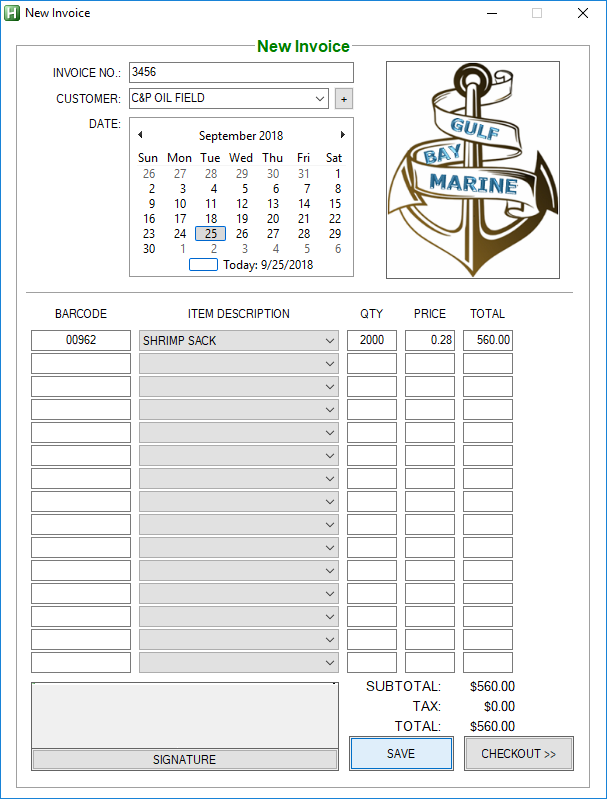 New Invoice
New Invoice
INVOICE NO.: 3456
CUSTOMER: C&P OIL FIELD +
DATE:
September 2018
Sun Mon Tue Wed Thu Fri Sat
26 27 28 29 30 31 1
2 3 4 5 6 7 8
9 10 11 12 13 14 15
16 17 18 19 20 21 22
23 24 25 26 27 28 29
30 1 2 3 4 5 6
Today: 9/25/2018
GULF
BAY
MARINE
BARCODE ITEM DESCRIPTION QTY PRICE TOTAL
00962 SHRIMP SACK 2000 0.28 560.00
SUBTOTAL: $560.00
TAX: $0.00
TOTAL: $560.00
SIGNATURE SAVE CHECKOUT >>